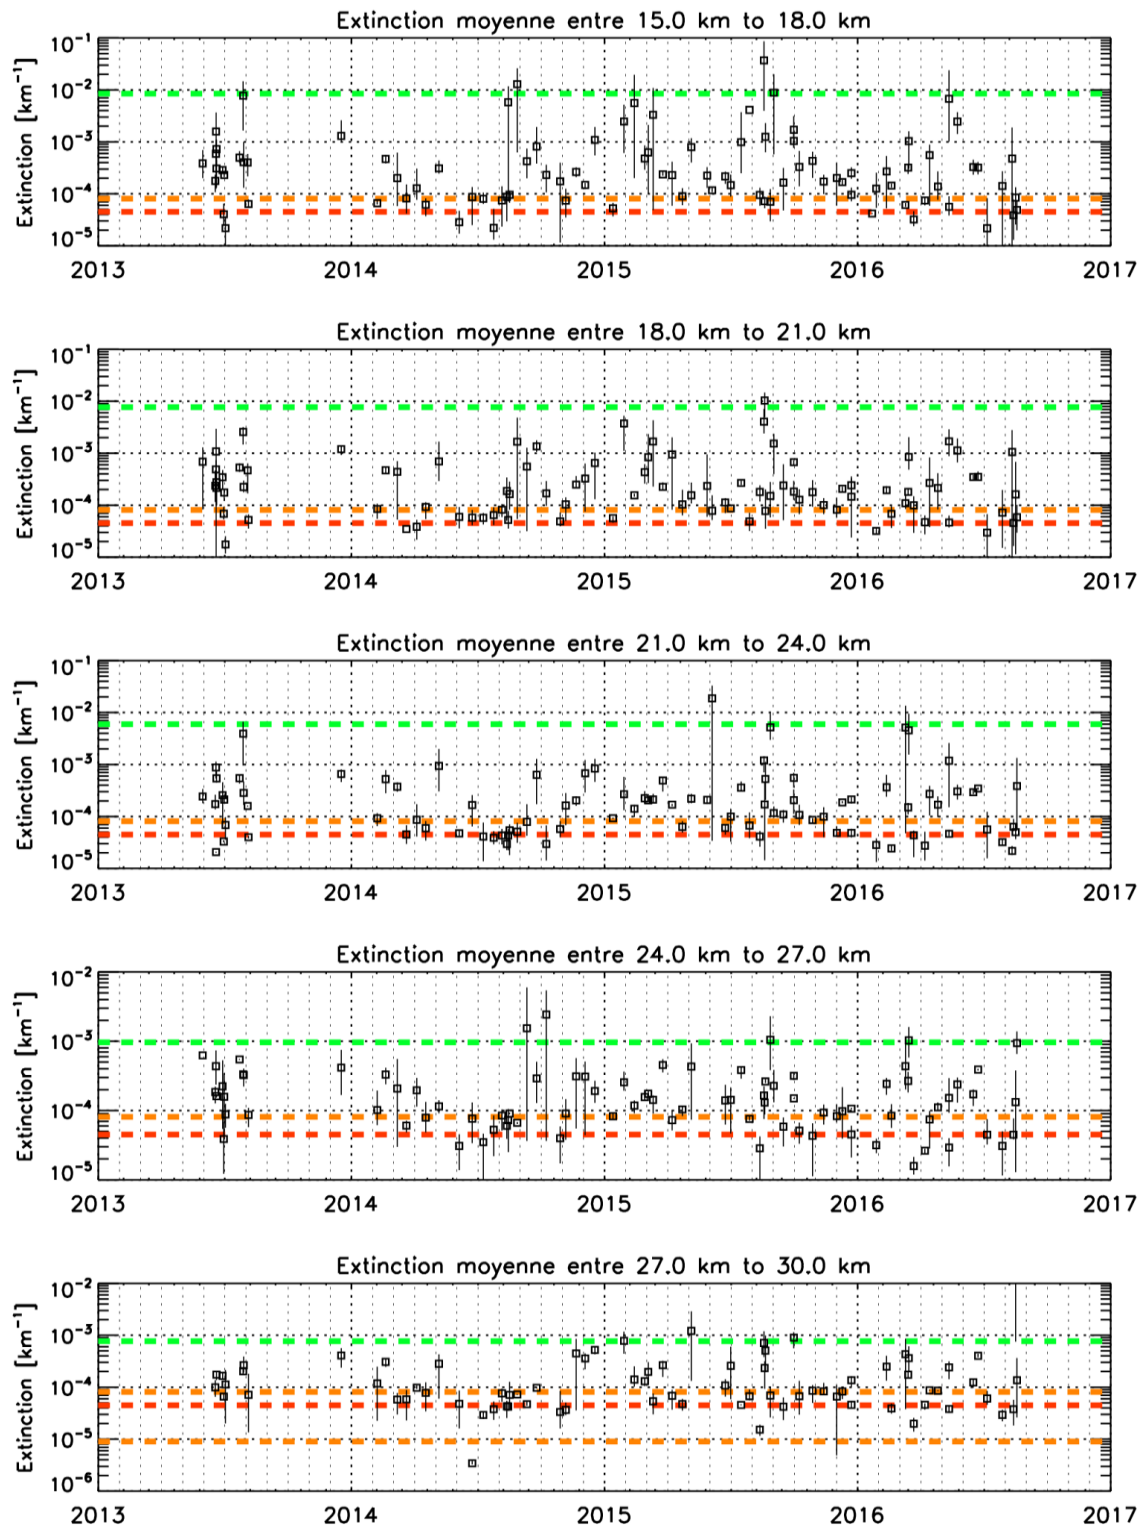 Extinction moyenne entre 15.0 km to 18.0 km
Extinction [km⁻¹]
10⁻¹
10⁻²
10⁻³
10⁻⁴
10⁻⁵
2013 2014 2015 2016 2017
Extinction moyenne entre 18.0 km to 21.0 km
Extinction [km⁻¹]
10⁻¹
10⁻²
10⁻³
10⁻⁴
10⁻⁵
2013 2014 2015 2016 2017
Extinction moyenne entre 21.0 km to 24.0 km
Extinction [km⁻¹]
10⁻¹
10⁻²
10⁻³
10⁻⁴
10⁻⁵
2013 2014 2015 2016 2017
Extinction moyenne entre 24.0 km to 27.0 km
Extinction [km⁻¹]
10⁻²
10⁻³
10⁻⁴
10⁻⁵
2013 2014 2015 2016 2017
Extinction moyenne entre 27.0 km to 30.0 km
Extinction [km⁻¹]
10⁻²
10⁻³
10⁻⁴
10⁻⁵
10⁻⁶
2013 2014 2015 2016 2017